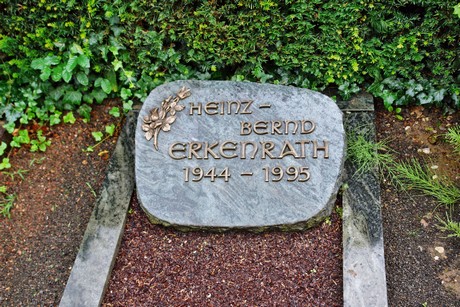 HEINZ –
BERND
ERKENRATH
1944 – 1995